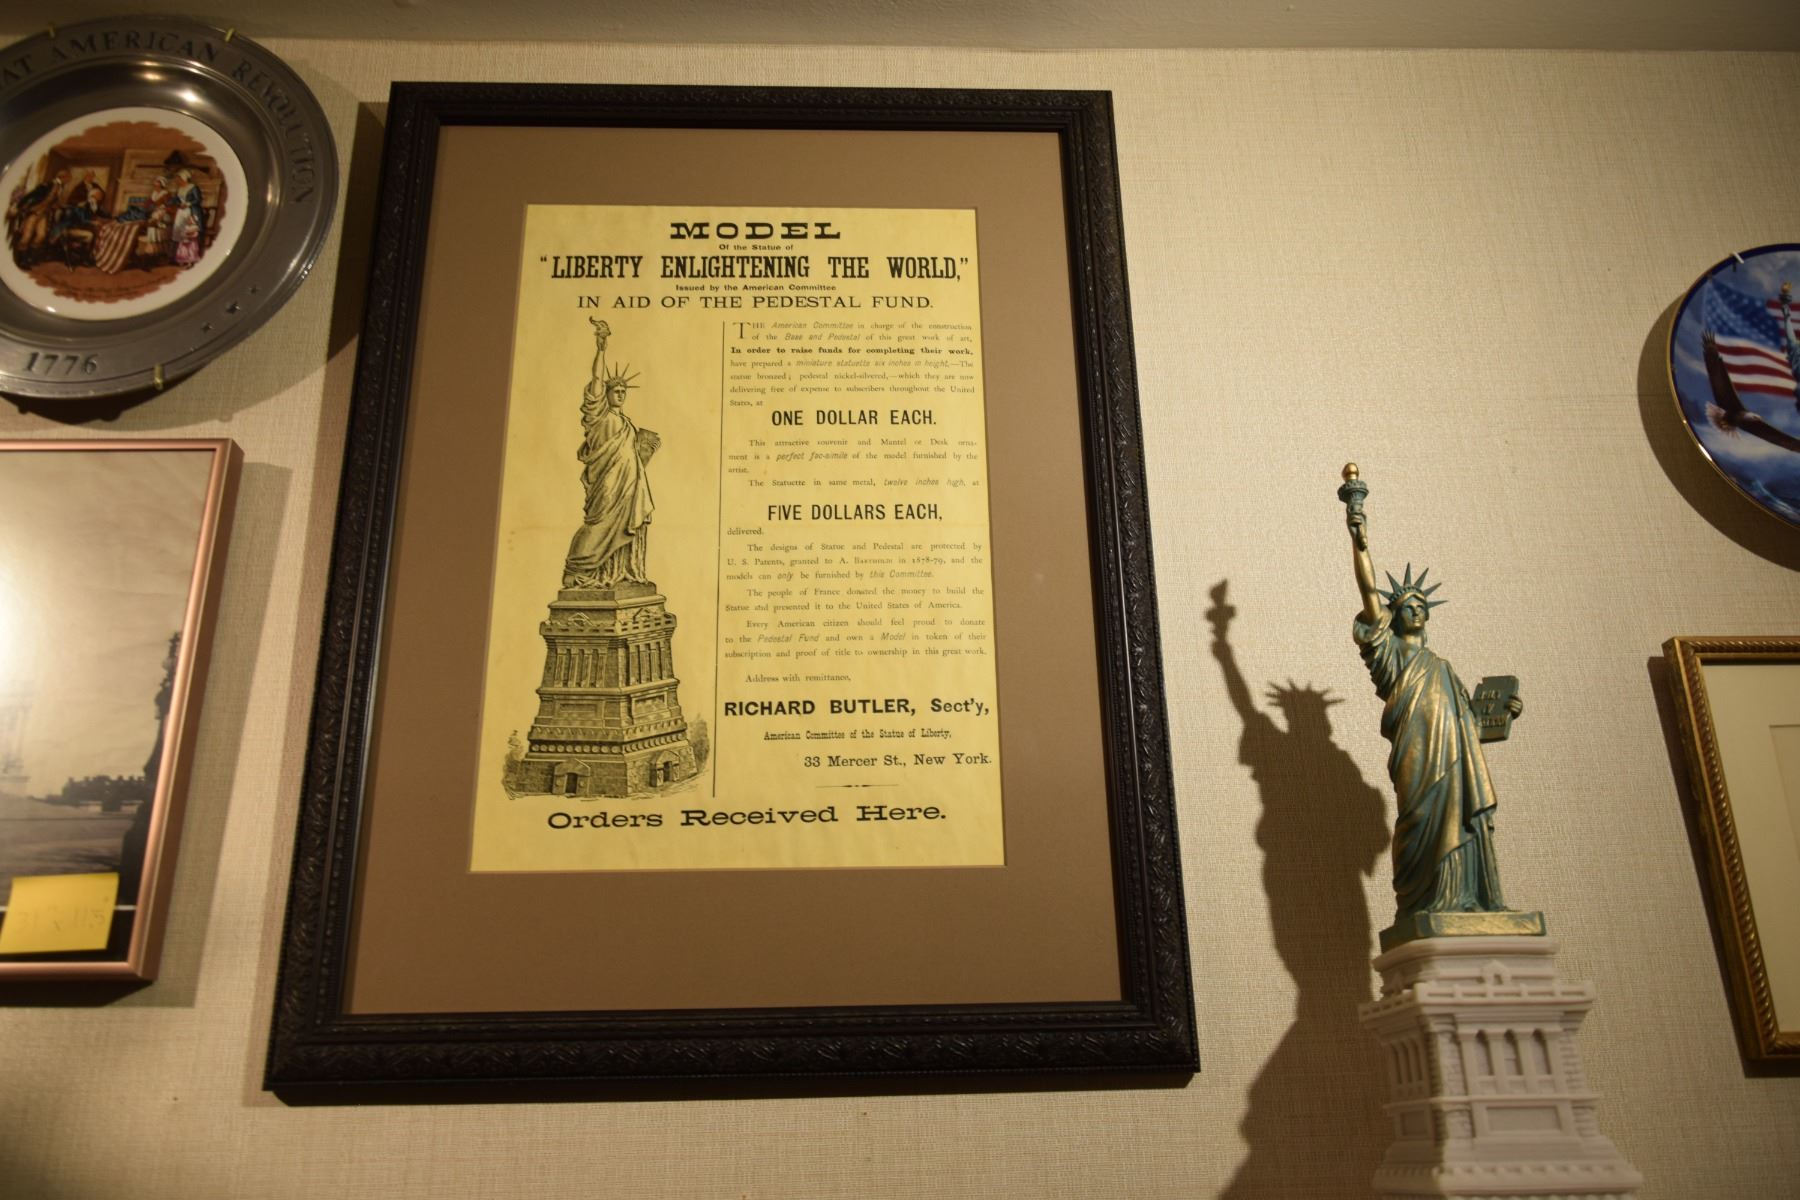 AT AMERICAN REVOLUTION
1776
MODEL
Of the Statue of
"LIBERTY ENLIGHTENING THE WORLD,"
Issued by the American Committee
IN AID OF THE PEDESTAL FUND.
THE American Committee in charge of the construction
of the Base and Pedestal of this great work of art,
In order to raise funds for completing their work,
have prepared a miniature statuette six inches in height,—The
statue bronzed; pedestal nickel-silvered,—which they are now
delivering free of expense to subscribers throughout the United
States, at
ONE DOLLAR EACH.
This attractive souvenir and Mantel or Desk orna-
ment is a perfect fac-simile of the model furnished by the
artist.
The Statuette in same metal, twelve inches high, at
FIVE DOLLARS EACH,
delivered.
The designs of Statue and Pedestal are protected by
U. S. Patents, granted to A. BARTHOLDI in 1878-79, and the
models can only be furnished by this Committee.
The people of France donated the money to build the
Statue and presented it to the United States of America.
Every American citizen should feel proud to donate
to the Pedestal Fund and own a Model in token of their
subscription and proof of title to ownership in this great work.
Address with remittance,
RICHARD BUTLER, Sect'y,
American Committee of the Statue of Liberty,
33 Mercer St., New York.
Orders Received Here.
JULY
IV